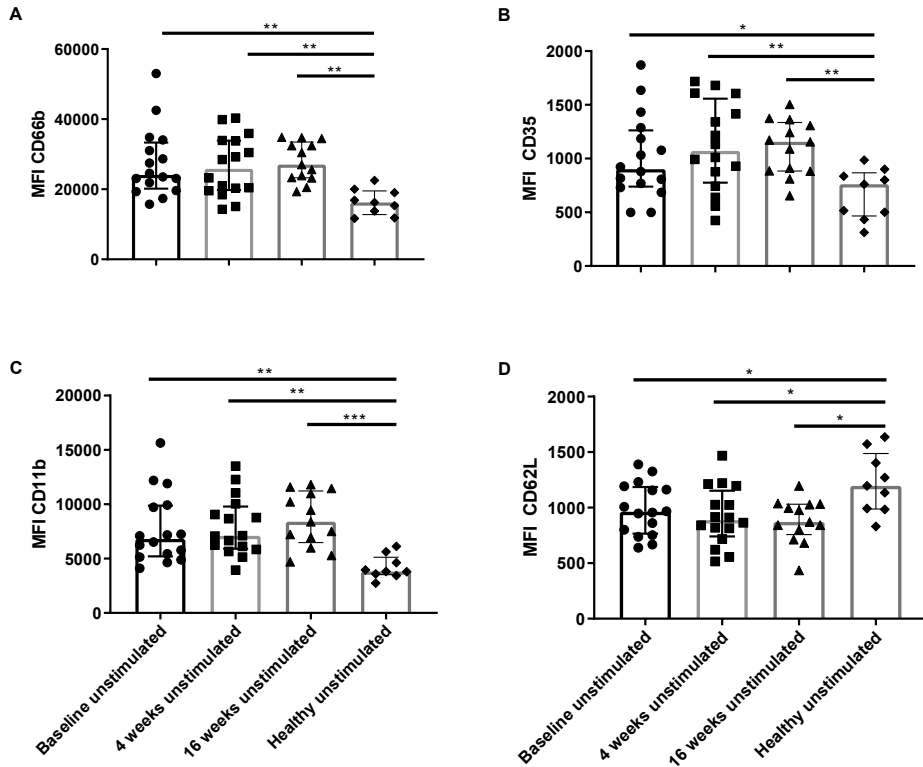 A
MFI CD66b
60000
40000
20000
0
**
**
**
B
MFI CD35
2000
1500
1000
500
0
*
**
**
C
MFI CD11b
20000
15000
10000
5000
0
**
**
***
Baseline unstimulated
4 weeks unstimulated
16 weeks unstimulated
Healthy unstimulated
D
MFI CD62L
2000
1500
1000
500
0
*
*
*
Baseline unstimulated
4 weeks unstimulated
16 weeks unstimulated
Healthy unstimulated